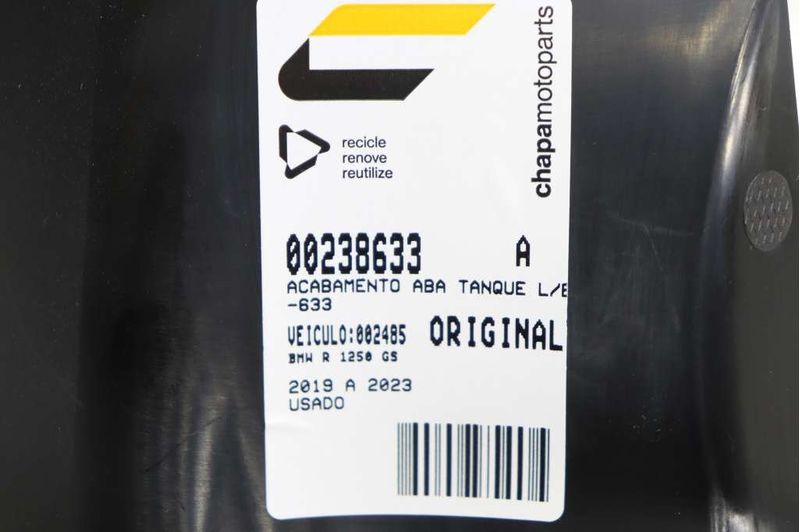 chapamotoparts
recicle
renove
reutilize
00238633 A
ACABAMENTO ABA TANQUE L/E
-633
VEICULO:002485 ORIGINAL
BMW R 1250 GS
2019 A 2023
USADO